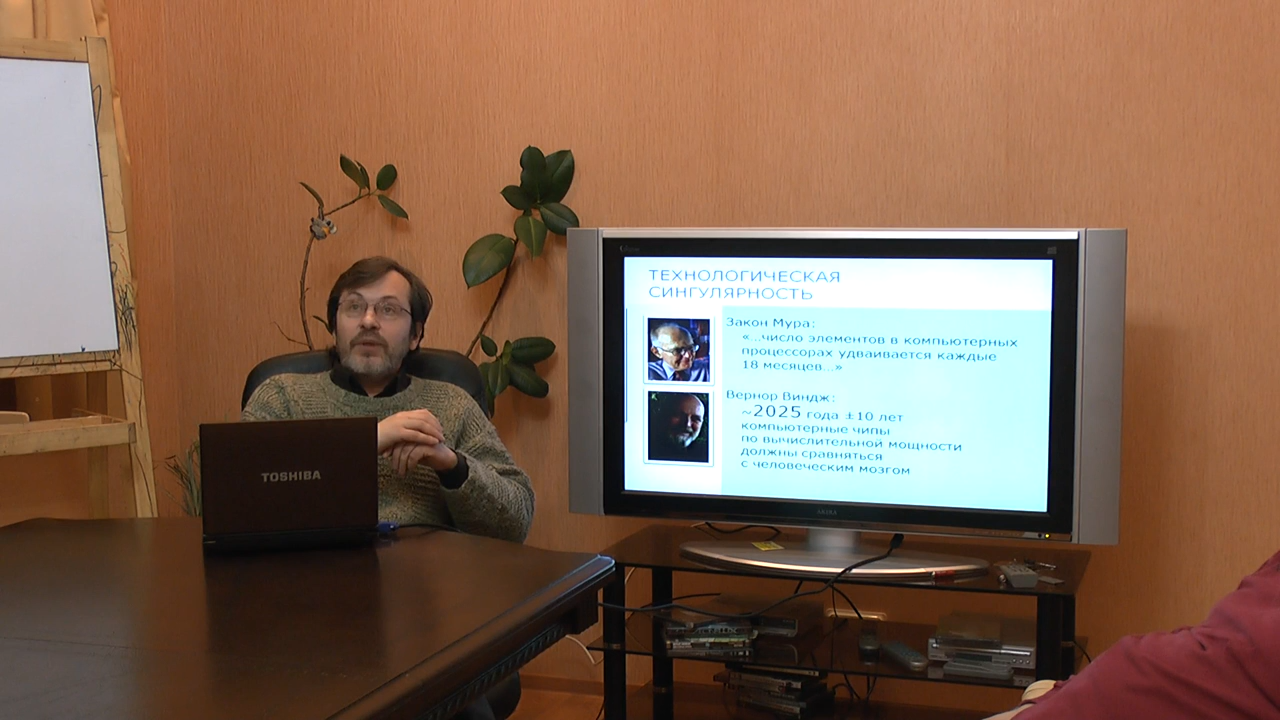 TOSHIBA
ТЕХНОЛОГИЧЕСКАЯ
СИНГУЛЯРНОСТЬ
Закон Мура:
«...число элементов в компьютерных
процессорах удваивается каждые
18 месяцев...»
Вернор Виндж:
~2025 года ±10 лет
компьютерные чипы
по вычислительной мощности
должны сравняться
с человеческим мозгом